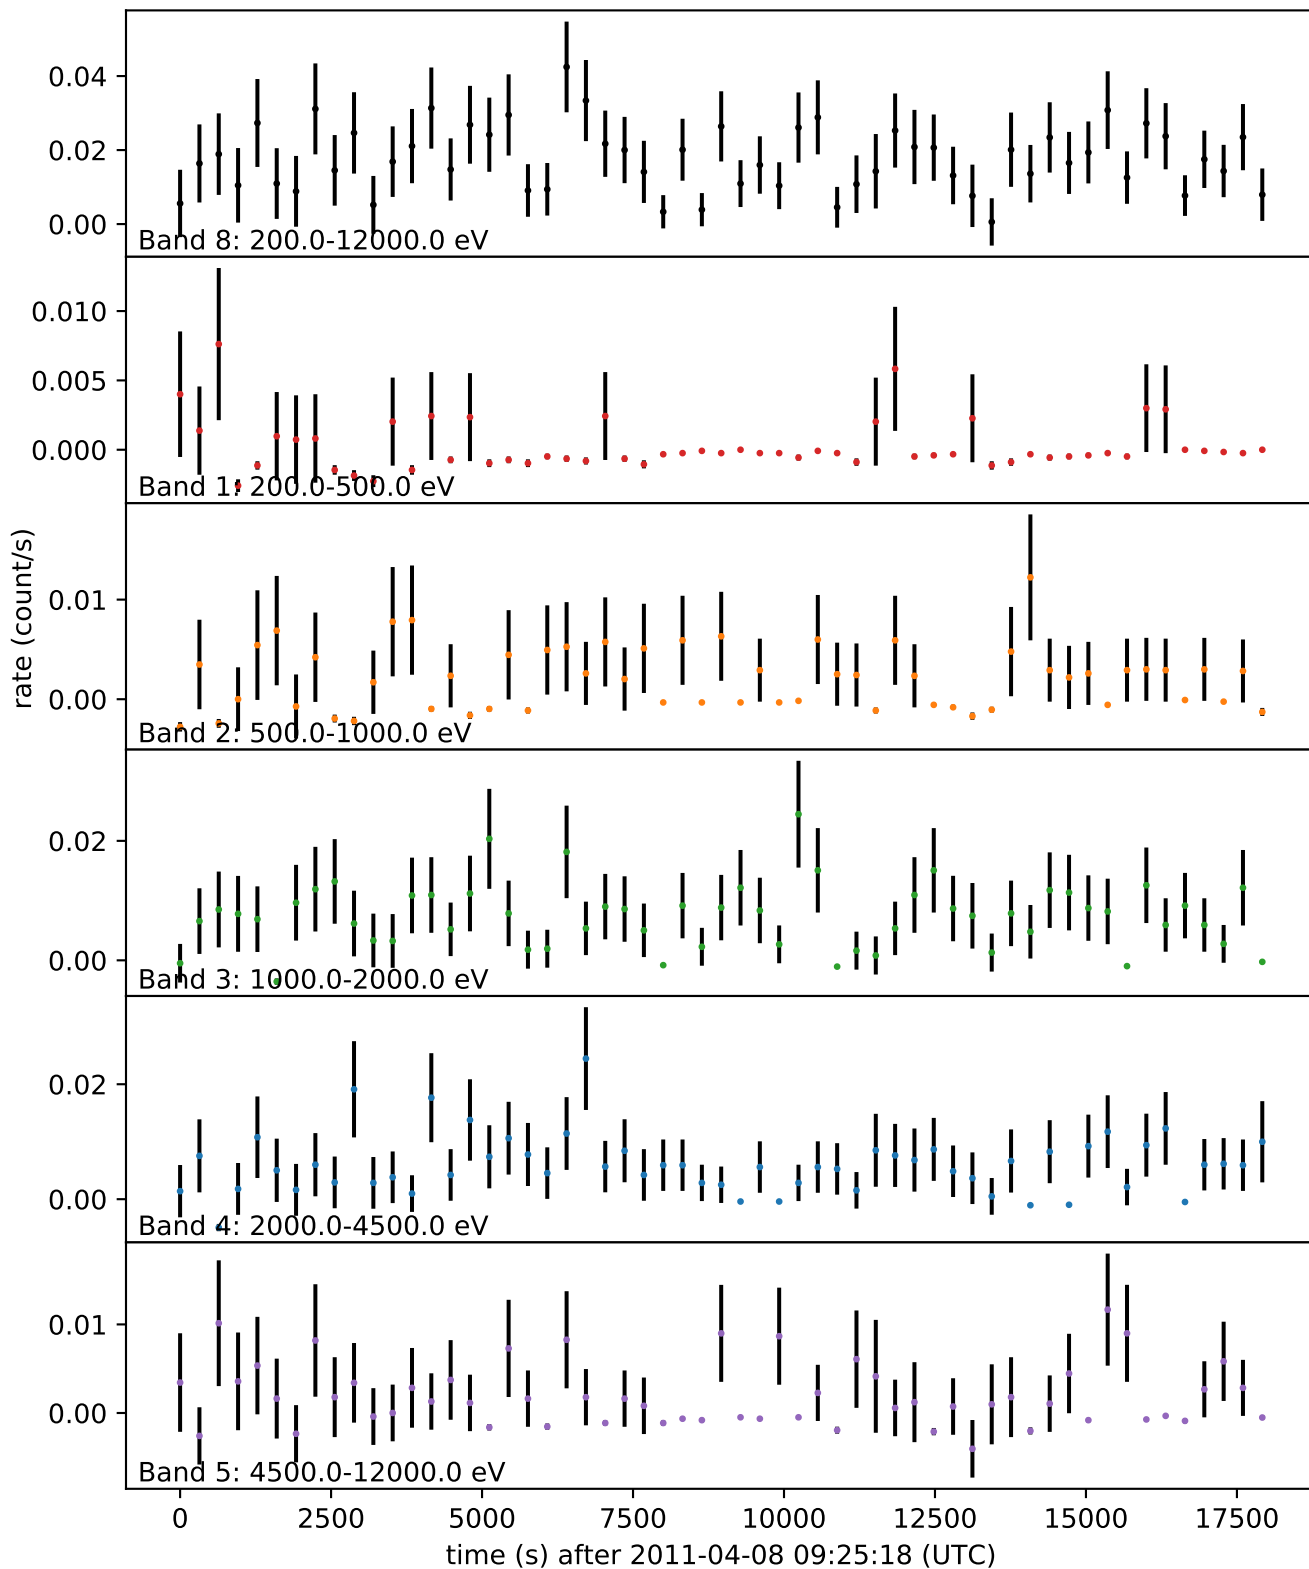 0.04
0.02
0.00
Band 8: 200.0-12000.0 eV
0.010
0.005
0.000
Band 1: 200.0-500.0 eV
rate (count/s)
0.01
0.00
Band 2: 500.0-1000.0 eV
0.02
0.00
Band 3: 1000.0-2000.0 eV
0.02
0.00
Band 4: 2000.0-4500.0 eV
0.01
0.00
Band 5: 4500.0-12000.0 eV
0 2500 5000 7500 10000 12500 15000 17500
time (s) after 2011-04-08 09:25:18 (UTC)